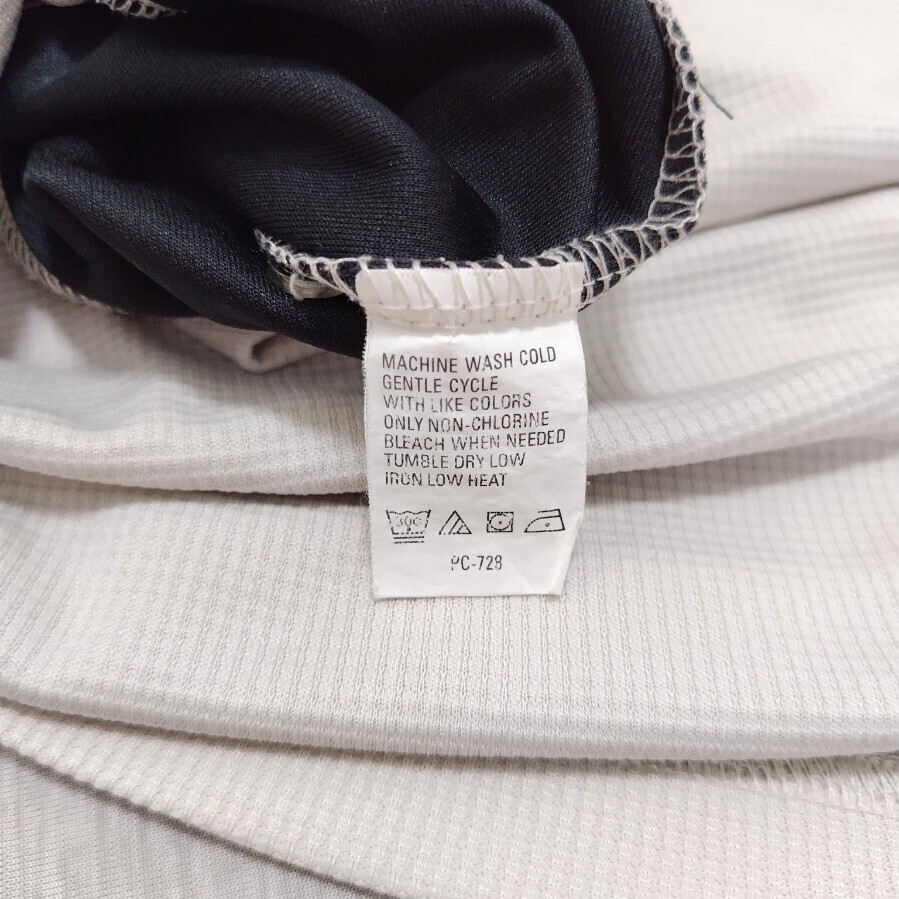 MACHINE WASH COLD
GENTLE CYCLE
WITH LIKE COLORS
ONLY NON-CHLORINE
BLEACH WHEN NEEDED
TUMBLE DRY LOW
IRON LOW HEAT
30C
PC-728